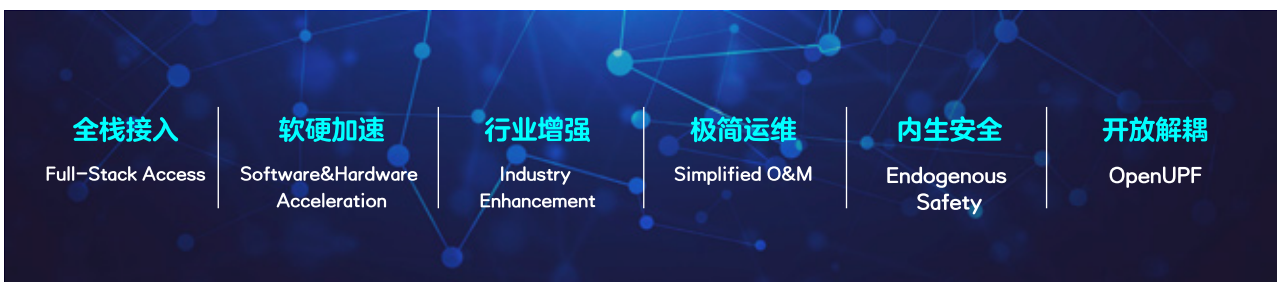 全栈接入
Full-Stack Access
软硬加速
Software&Hardware
Acceleration
行业增强
Industry
Enhancement
极简运维
Simplified O&M
内生安全
Endogenous
Safety
开放解耦
OpenUPF